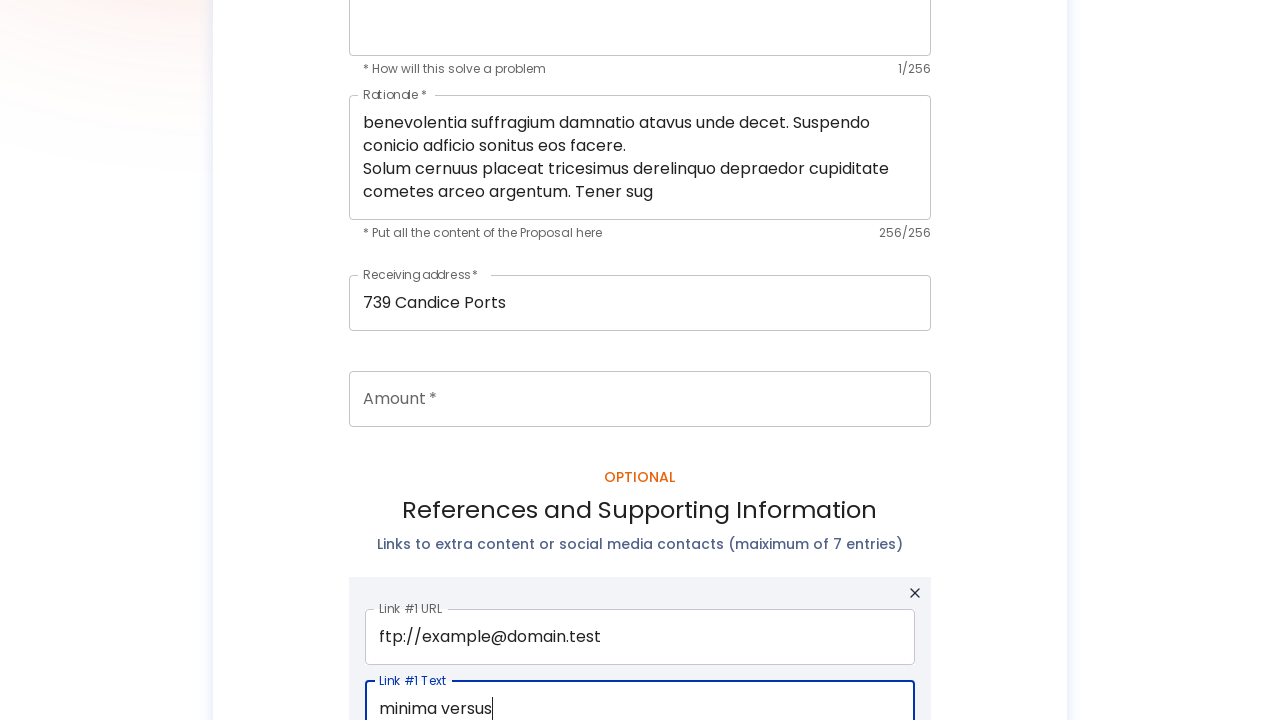 * How will this solve a problem 1/256
Rationale *
benevolentia suffragium damnatio atavus unde decet. Suspendo
conicio adficio sonitus eos facere.
Solum cernuus placeat tricesimus derelinquo depraedor cupiditate
cometes arceo argentum. Tener sug
* Put all the content of the Proposal here 256/256
Receiving address *
739 Candice Ports
Amount *
OPTIONAL
References and Supporting Information
Links to extra content or social media contacts (maiximum of 7 entries)
Link #1 URL
ftp://example@domain.test
Link #1 Text
minima versus